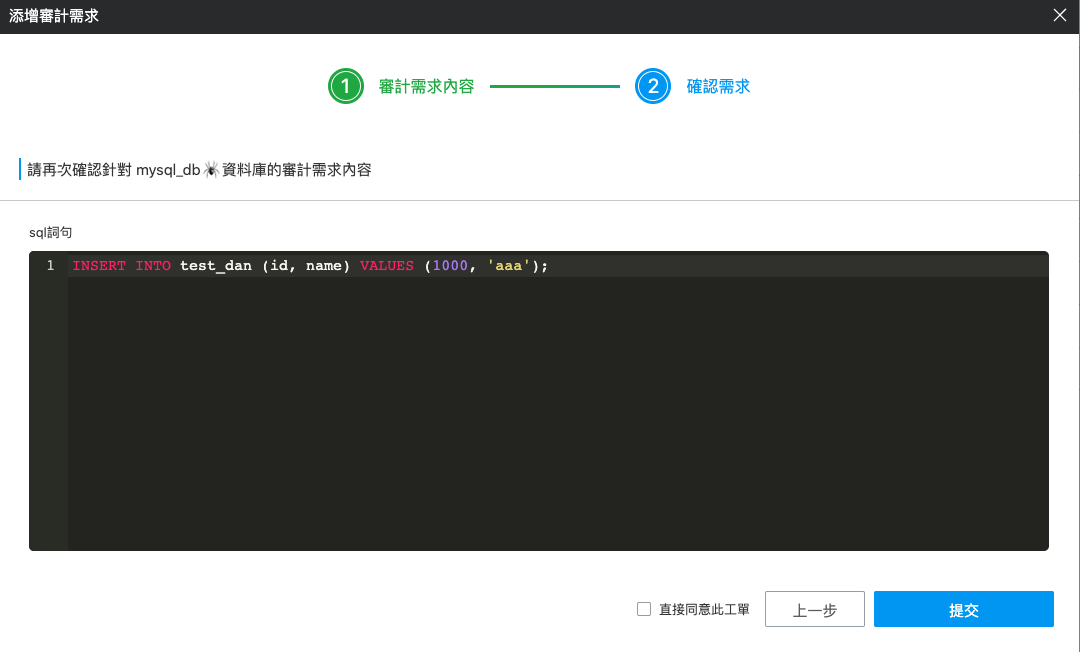 添增審計需求
1 審計需求內容 2 確認需求
請再次確認針對 mysql_db🕷資料庫的審計需求內容
sql詞句
1 INSERT INTO test_dan (id, name) VALUES (1000, 'aaa');
直接同意此工單 上一步 提交